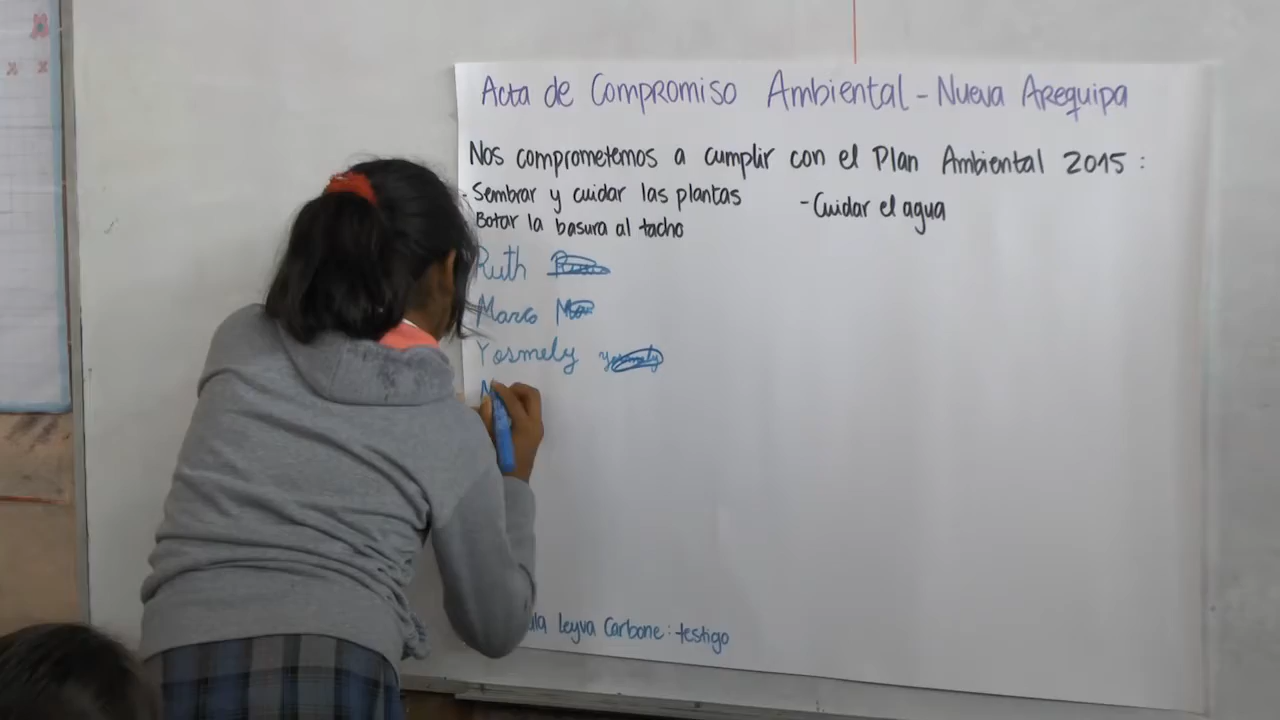 Acta de Compromiso Ambiental - Nueva Arequipa
Nos comprometemos a cumplir con el Plan Ambiental 2015 :
- Sembrar y cuidar las plantas
- Cuidar el agua
Botar la basura al tacho
Ruth
Marco
Yosmely Yosmely
Leyva Carbone: testigo